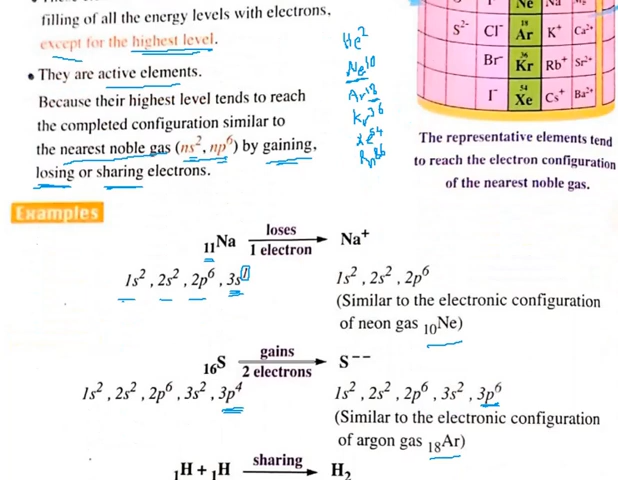 filling of all the energy levels with electrons,
except for the highest level.
• They are active elements.
Because their highest level tends to reach
the completed configuration similar to
the nearest noble gas (ns², np⁶) by gaining,
losing or sharing electrons.
He²
Ne¹⁰
Ar¹⁸
Kr³⁶
Xe⁵⁴
Rn⁸⁶
Ne Na
S²⁻ Cl⁻ ¹⁸Ar K⁺ Ca²⁺
Br⁻ ³⁶Kr Rb⁺ Sr²⁺
I⁻ ⁵⁴Xe Cs⁺ Ba²⁺
The representative elements tend
to reach the electron configuration
of the nearest noble gas.
Examples
₁₁Na loses 1 electron Na⁺
1s², 2s², 2p⁶, 3s¹ 1s², 2s², 2p⁶
(Similar to the electronic configuration
of neon gas ₁₀Ne)
₁₆S gains 2 electrons S⁻⁻
1s², 2s², 2p⁶, 3s², 3p⁴ 1s², 2s², 2p⁶, 3s², 3p⁶
(Similar to the electronic configuration
of argon gas ₁₈Ar)
₁H + ₁H sharing H₂